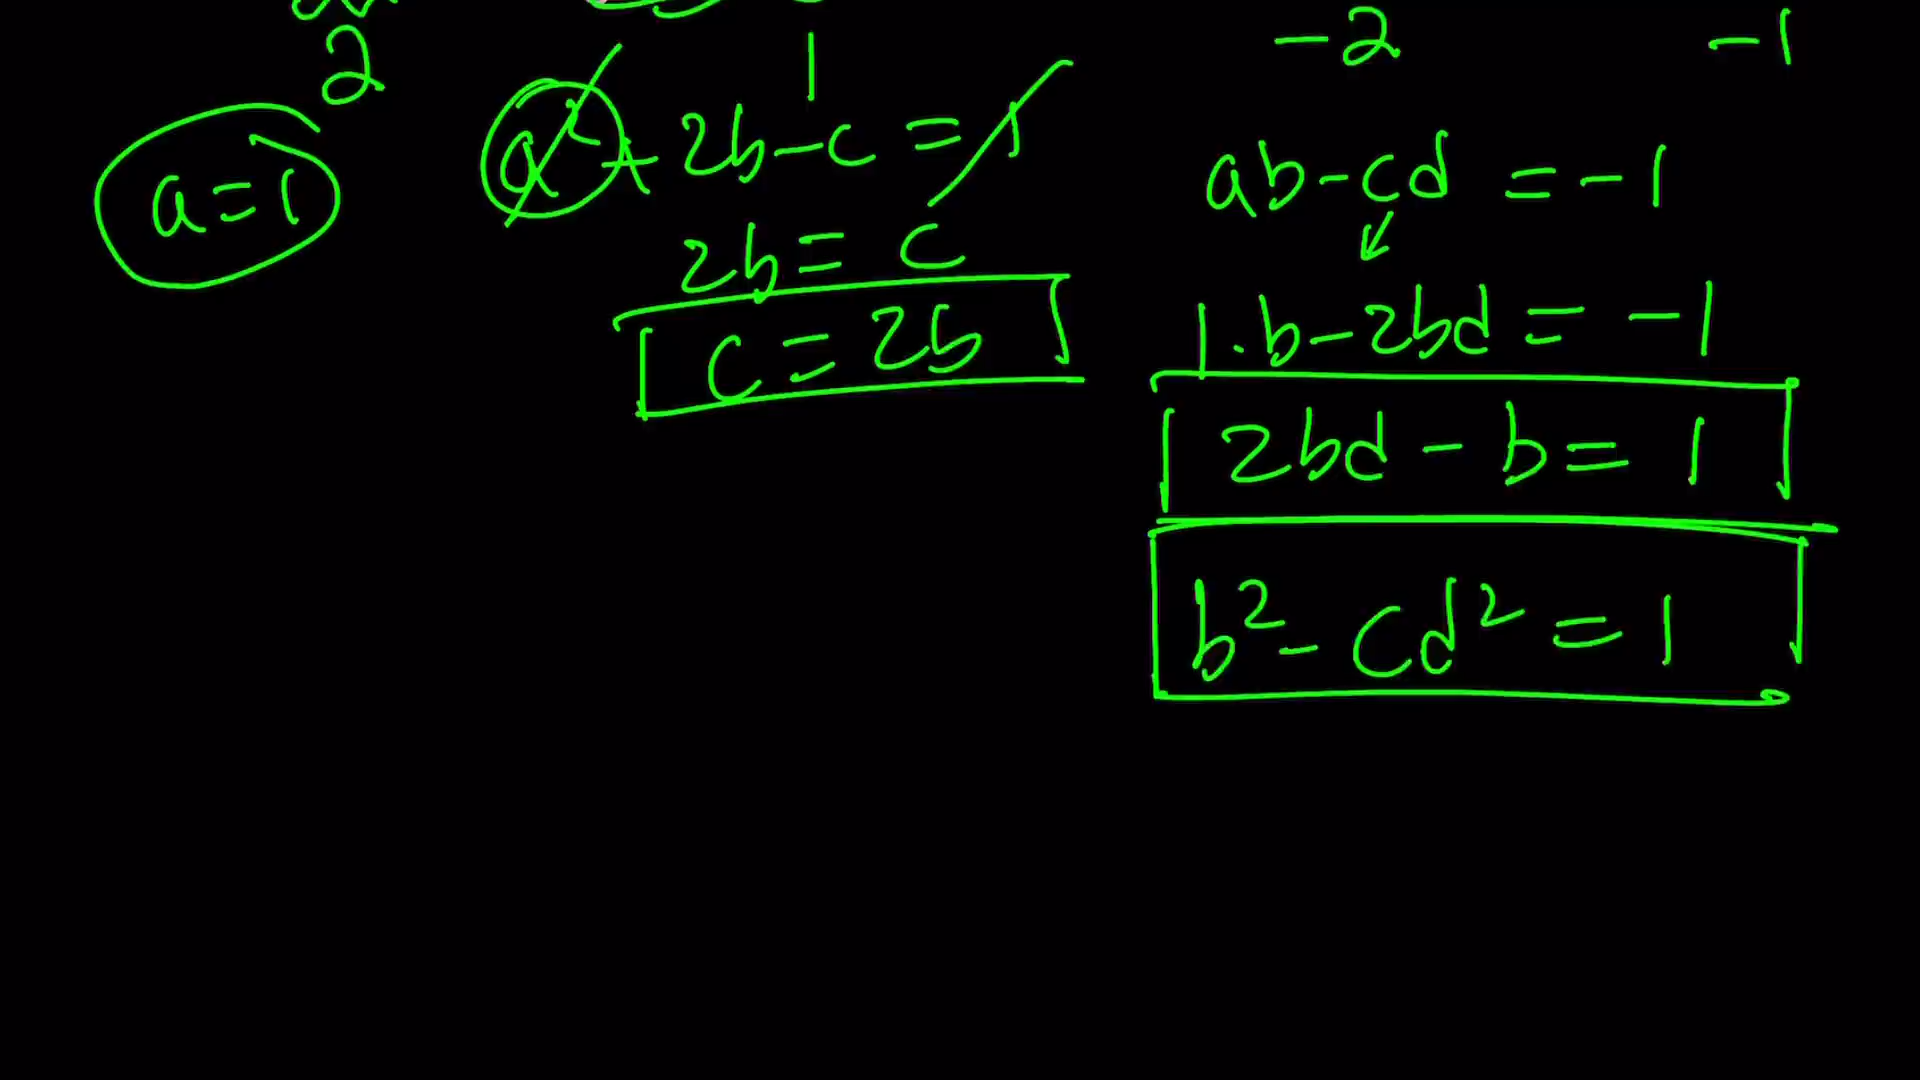 2
-2 -1
a=1
a²+2b-c=1
ab-cd=-1
2b=c
c=2b
1·b-2bd=-1
2bd-b=1
b²-cd²=1